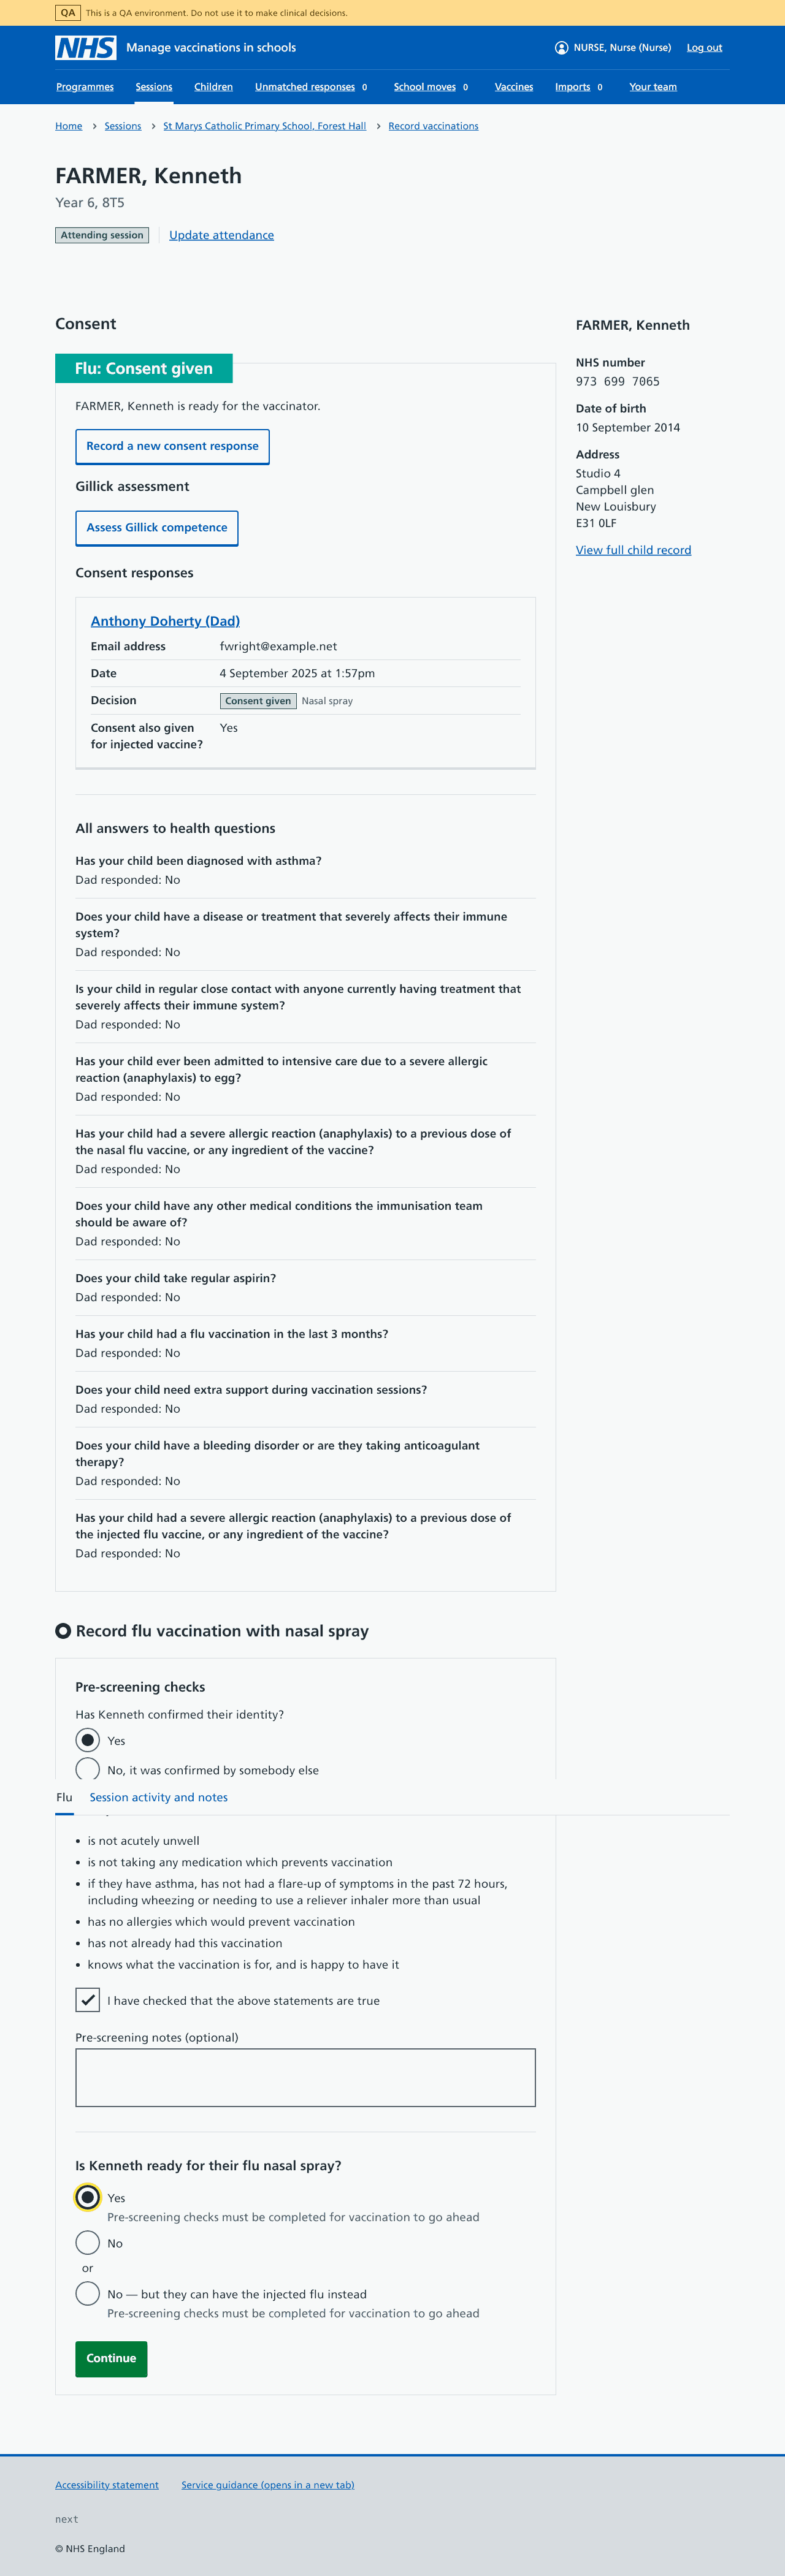 QA This is a QA environment. Do not use it to make clinical decisions.
NHS Manage vaccinations in schools NURSE, Nurse (Nurse) Log out
Programmes Sessions Children Unmatched responses 0 School moves 0 Vaccines Imports 0 Your team
Home Sessions St Marys Catholic Primary School, Forest Hall Record vaccinations
FARMER, Kenneth
Year 6, 8T5
Attending session Update attendance
Consent
Flu: Consent given
FARMER, Kenneth is ready for the vaccinator.
Record a new consent response
Gillick assessment
Assess Gillick competence
Consent responses
Anthony Doherty (Dad)
Email address fwright@example.net
Date 4 September 2025 at 1:57pm
Decision Consent given Nasal spray
Consent also given Yes
for injected vaccine?
All answers to health questions
Has your child been diagnosed with asthma?
Dad responded: No
Does your child have a disease or treatment that severely affects their immune
system?
Dad responded: No
Is your child in regular close contact with anyone currently having treatment that
severely affects their immune system?
Dad responded: No
Has your child ever been admitted to intensive care due to a severe allergic
reaction (anaphylaxis) to egg?
Dad responded: No
Has your child had a severe allergic reaction (anaphylaxis) to a previous dose of
the nasal flu vaccine, or any ingredient of the vaccine?
Dad responded: No
Does your child have any other medical conditions the immunisation team
should be aware of?
Dad responded: No
Does your child take regular aspirin?
Dad responded: No
Has your child had a flu vaccination in the last 3 months?
Dad responded: No
Does your child need extra support during vaccination sessions?
Dad responded: No
Does your child have a bleeding disorder or are they taking anticoagulant
therapy?
Dad responded: No
Has your child had a severe allergic reaction (anaphylaxis) to a previous dose of
the injected flu vaccine, or any ingredient of the vaccine?
Dad responded: No
FARMER, Kenneth
NHS number
973 699 7065
Date of birth
10 September 2014
Address
Studio 4
Campbell glen
New Louisbury
E31 0LF
View full child record
Record flu vaccination with nasal spray
Pre-screening checks
Has Kenneth confirmed their identity?
Yes
No, it was confirmed by somebody else
Flu Session activity and notes
is not acutely unwell
is not taking any medication which prevents vaccination
if they have asthma, has not had a flare-up of symptoms in the past 72 hours,
including wheezing or needing to use a reliever inhaler more than usual
has no allergies which would prevent vaccination
has not already had this vaccination
knows what the vaccination is for, and is happy to have it
I have checked that the above statements are true
Pre-screening notes (optional)
Is Kenneth ready for their flu nasal spray?
Yes
Pre-screening checks must be completed for vaccination to go ahead
No
or
No — but they can have the injected flu instead
Pre-screening checks must be completed for vaccination to go ahead
Continue
Accessibility statement Service guidance (opens in a new tab)
next
© NHS England